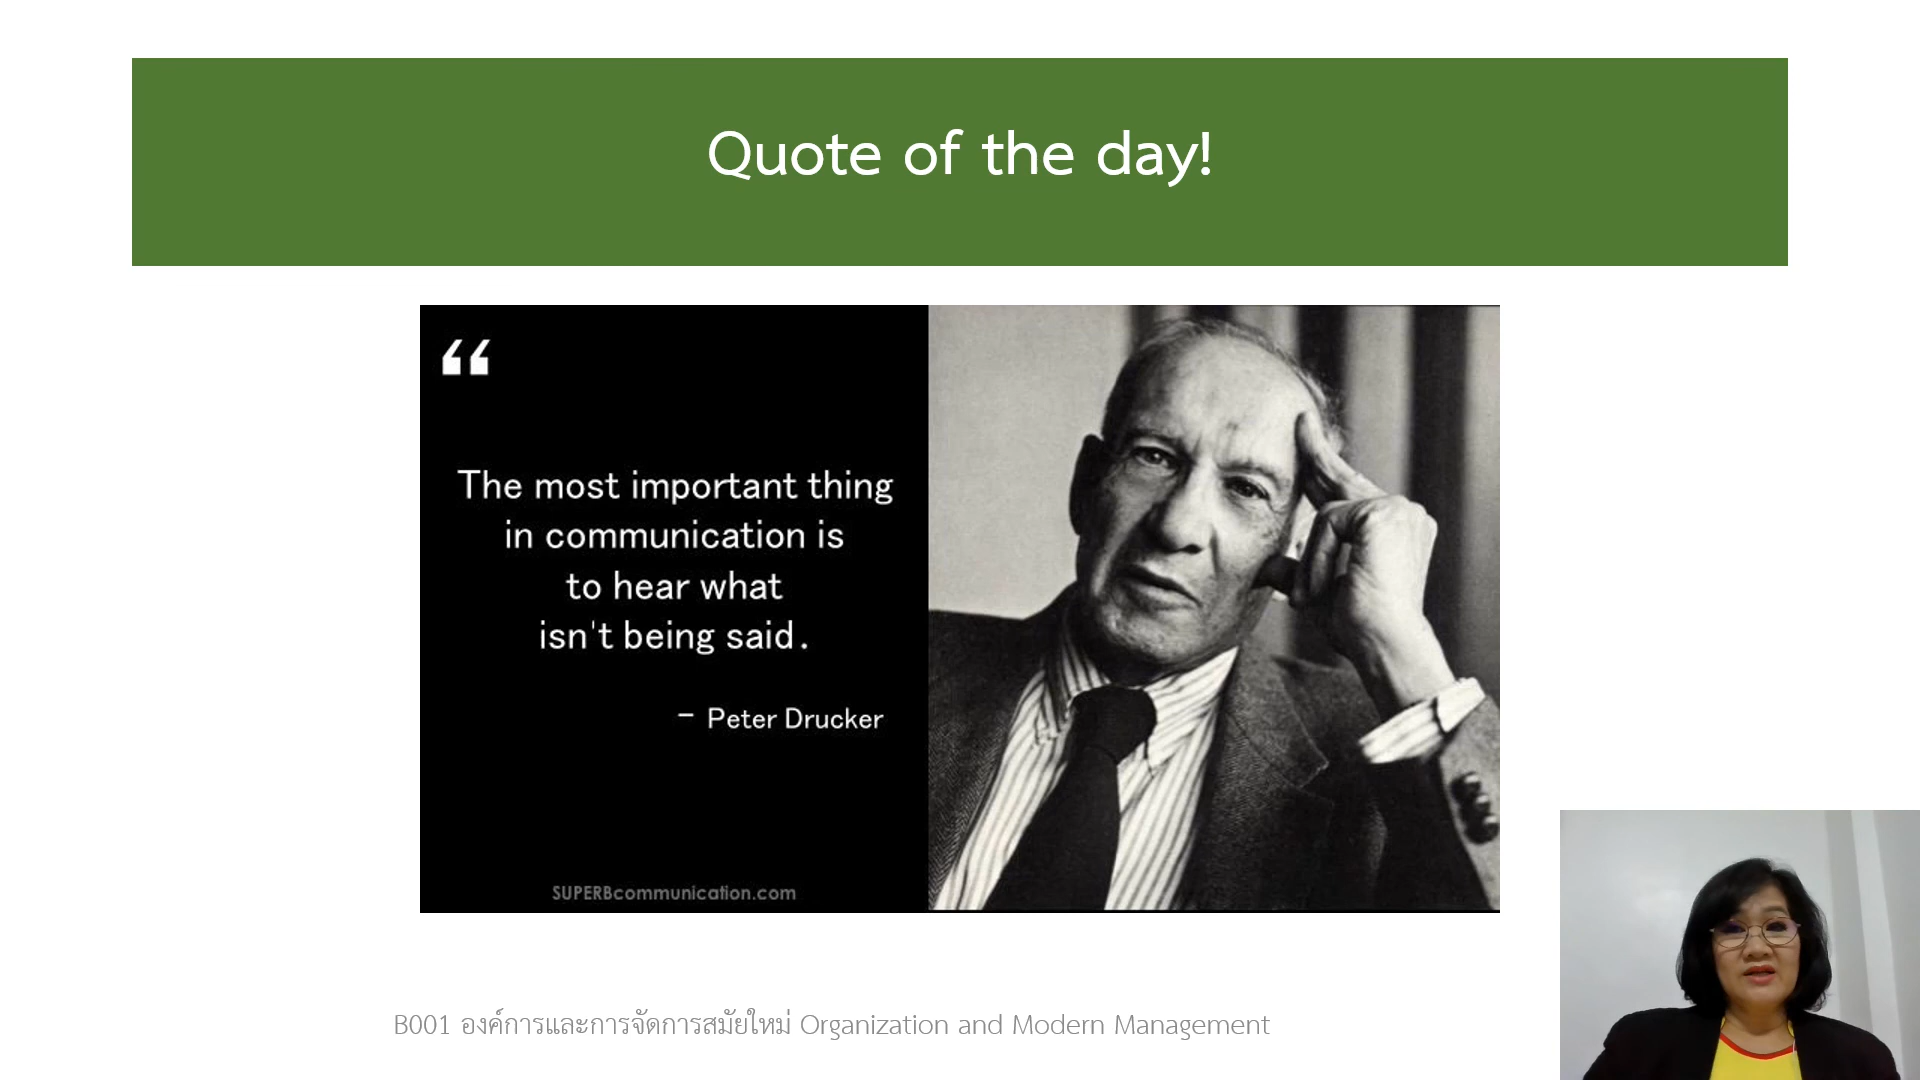 Quote of the day!
“
The most important thing
in communication is
to hear what
isn't being said.
– Peter Drucker
SUPERBcommunication.com
B001 องค์การและการจัดการสมัยใหม่ Organization and Modern Management